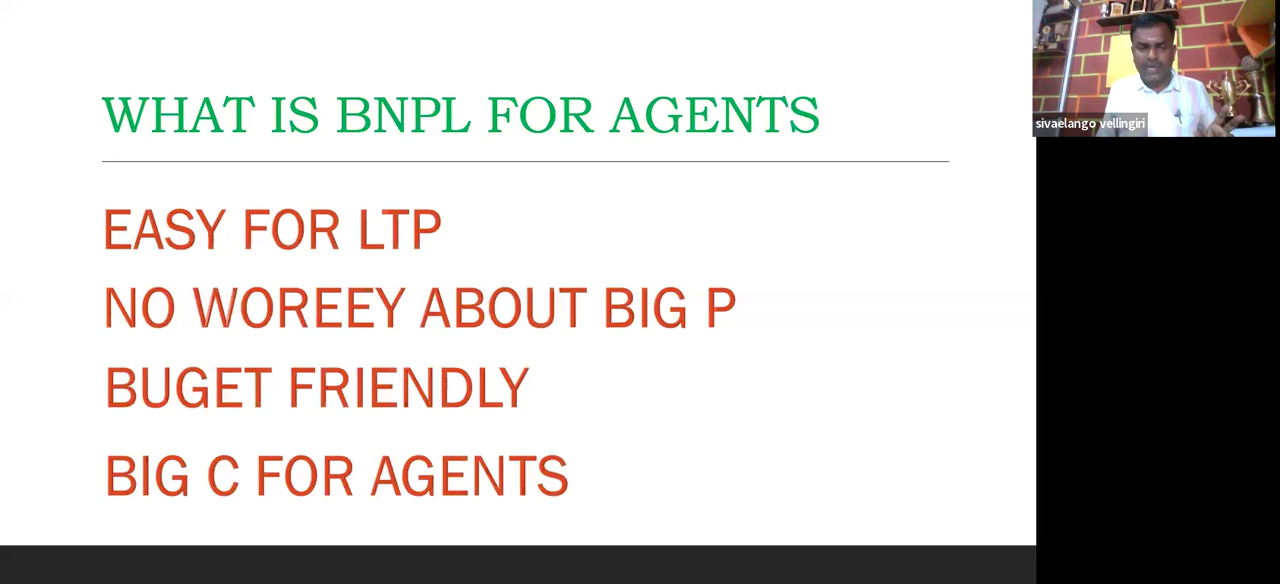 WHAT IS BNPL FOR AGENTS
EASY FOR LTP
NO WOREEY ABOUT BIG P
BUGET FRIENDLY
BIG C FOR AGENTS
sivaelango vellingiri